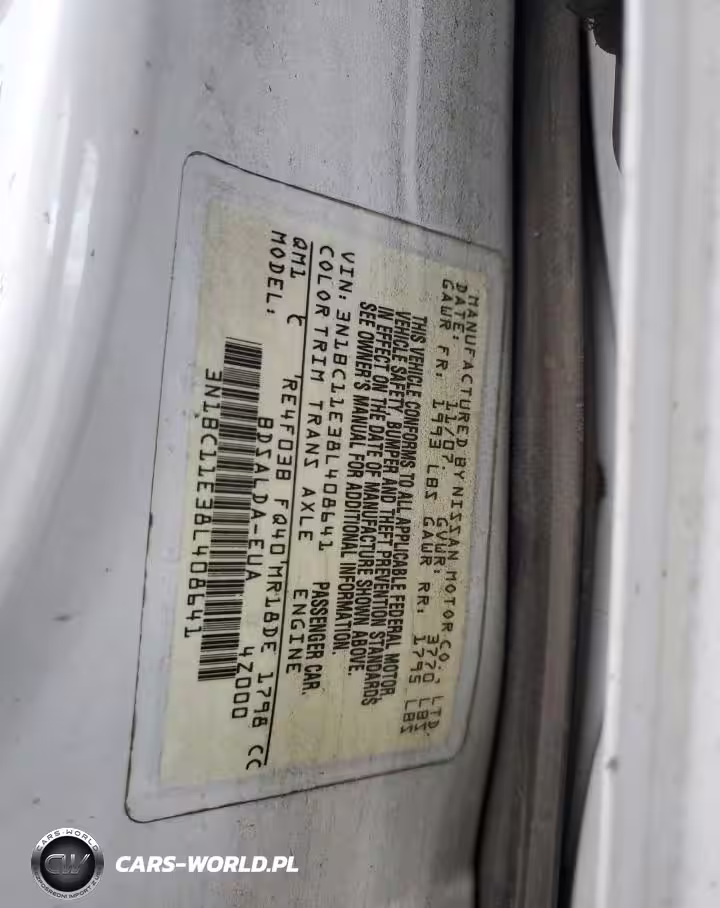 MANUFACTURED BY NISSAN MOTOR CO., LTD.
DATE: 11/07. GVWR: 3770 LBS
GAWR FR: 1993 LBS GAWR RR: 1795 LBS
THIS VEHICLE CONFORMS TO ALL APPLICABLE FEDERAL MOTOR
VEHICLE SAFETY, BUMPER AND THEFT PREVENTION STANDARDS
IN EFFECT ON THE DATE OF MANUFACTURE SHOWN ABOVE.
SEE OWNER'S MANUAL FOR ADDITIONAL INFORMATION.
VIN: 3N1BC11E38L408641 PASSENGER CAR.
COLOR TRIM TRANS AXLE ENGINE
QM1 C RE4F03B FQ40 MR18DE 1798 CC
MODEL: BDSALDA-EUA 4Z000
3N1BC11E38L408641
CARS-WORLD
CW
CARS-WORLD.PL